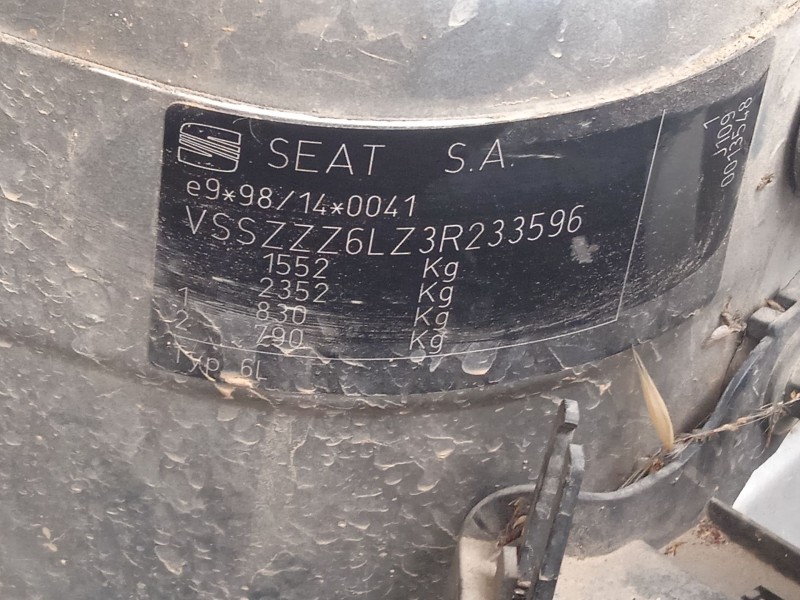 SEAT S.A.
e9*98/14*0041
VSSZZZ6LZ3R233596
1552 Kg
2352 Kg
1 830 Kg
2 790 Kg
Typ 6L
1
J109
0013548